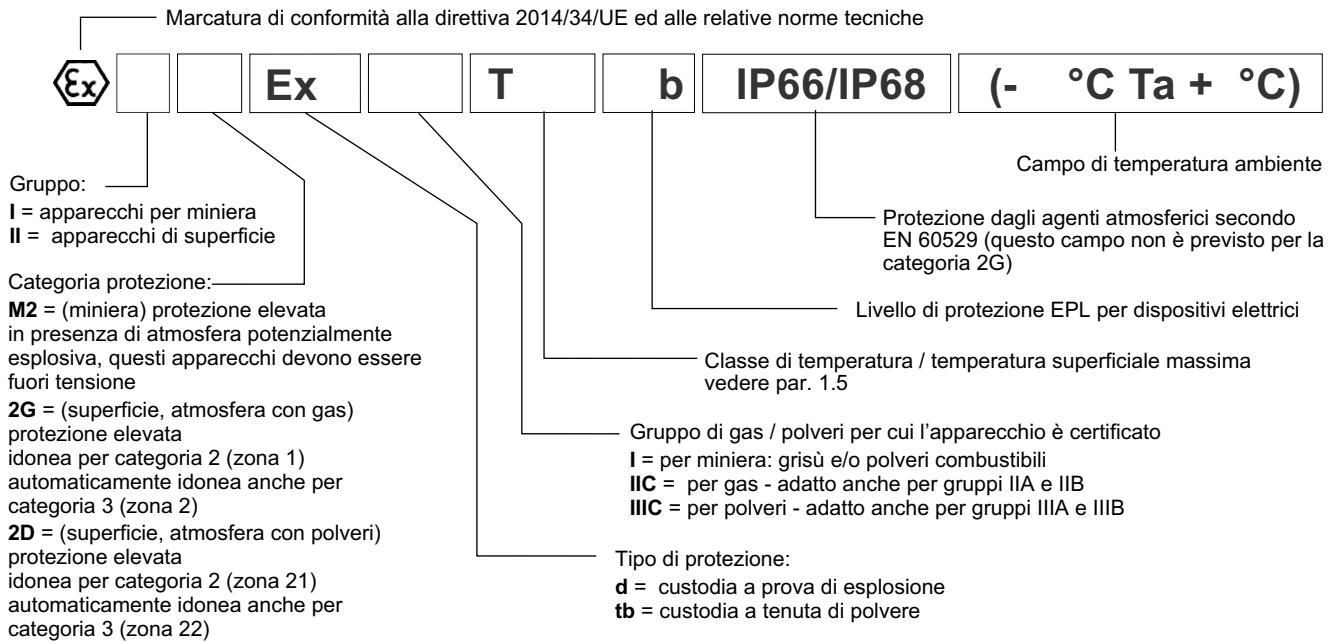 Marcatura di conformità alla direttiva 2014/34/UE ed alle relative norme tecniche
Ex Ex T b IP66/IP68 (- °C Ta + °C)
Campo di temperatura ambiente
Gruppo:
I = apparecchi per miniera
II = apparecchi di superficie
Protezione dagli agenti atmosferici secondo
EN 60529 (questo campo non è previsto per la
categoria 2G)
Categoria protezione:
M2 = (miniera) protezione elevata
in presenza di atmosfera potenzialmente
esplosiva, questi apparecchi devono essere
fuori tensione
2G = (superficie, atmosfera con gas)
protezione elevata
idonea per categoria 2 (zona 1)
automaticamente idonea anche per
categoria 3 (zona 2)
2D = (superficie, atmosfera con polveri)
protezione elevata
idonea per categoria 2 (zona 21)
automaticamente idonea anche per
categoria 3 (zona 22)
Livello di protezione EPL per dispositivi elettrici
Classe di temperatura / temperatura superficiale massima
vedere par. 1.5
Gruppo di gas / polveri per cui l'apparecchio è certificato
I = per miniera: grisù e/o polveri combustibili
IIC = per gas - adatto anche per gruppi IIA e IIB
IIIC = per polveri - adatto anche per gruppi IIIA e IIIB
Tipo di protezione:
d = custodia a prova di esplosione
tb = custodia a tenuta di polvere